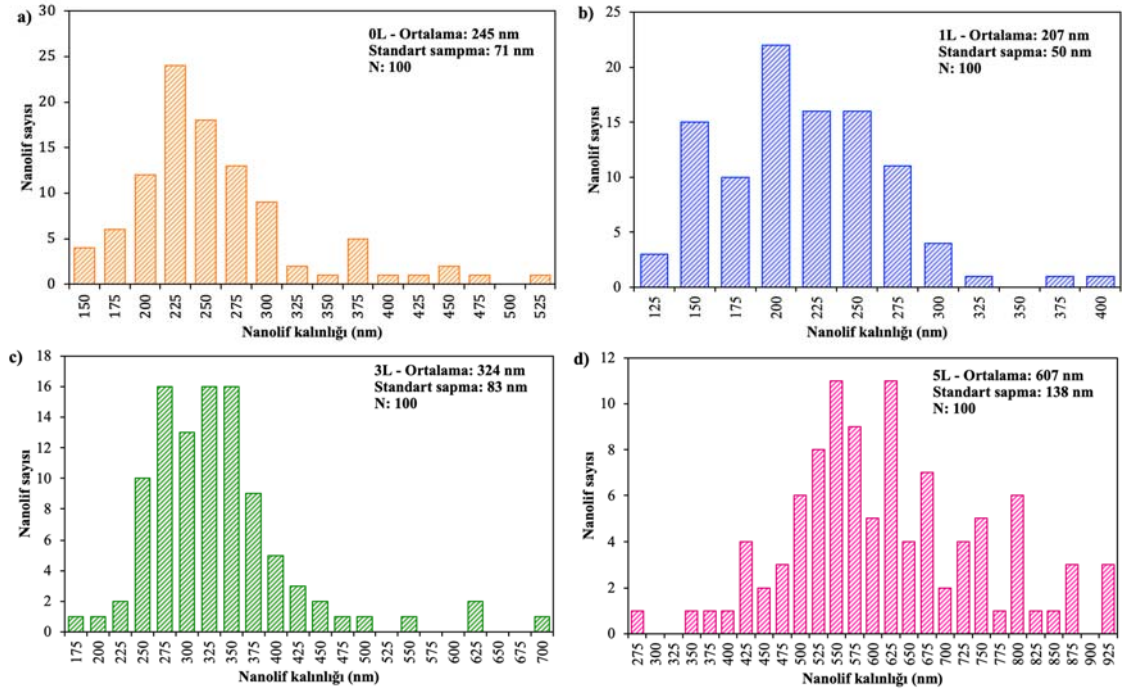 a)
0L - Ortalama: 245 nm
Standart sampma: 71 nm
N: 100
Nanolif sayısı
30
25
20
15
10
5
0
150 175 200 225 250 275 300 325 350 375 400 425 450 475 500 525
Nanolif kalınlığı (nm)
b)
1L - Ortalama: 207 nm
Standart sapma: 50 nm
N: 100
Nanolif sayısı
25
20
15
10
5
0
125 150 175 200 225 250 275 300 325 350 375 400
Nanolif kalınlığı (nm)
c)
3L - Ortalama: 324 nm
Standart sapma: 83 nm
N: 100
Nanolif sayısı
18
16
14
12
10
8
6
4
2
0
175 200 225 250 275 300 325 350 375 400 425 450 475 500 525 550 575 600 625 650 675 700
Nanolif kalınlığı (nm)
d)
5L - Ortalama: 607 nm
Standart sapma: 138 nm
N: 100
Nanolif sayısı
12
10
8
6
4
2
0
275 300 325 350 375 400 425 450 475 500 525 550 575 600 625 650 675 700 725 750 775 800 825 850 875 900 925
Nanolif kalınlığı (nm)